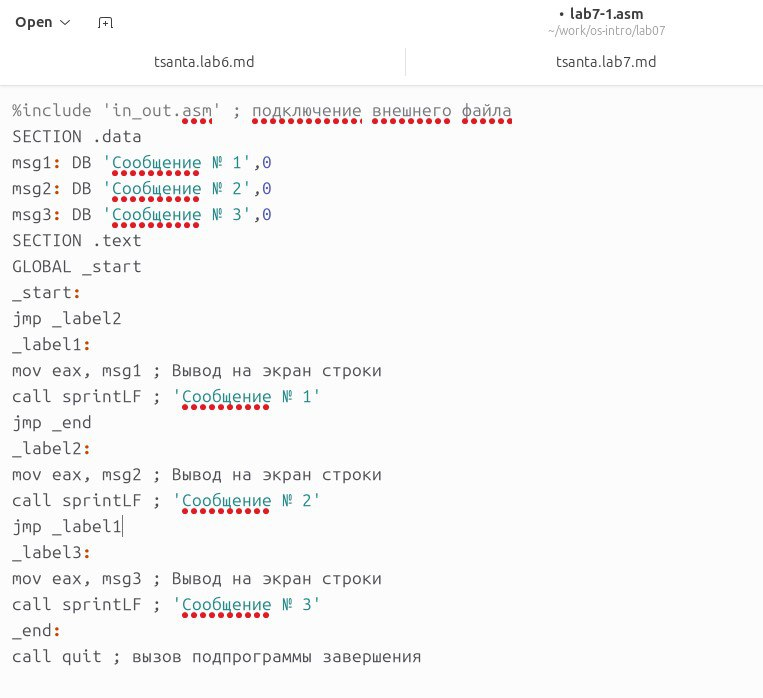 Open
• lab7-1.asm
~/work/os-intro/lab07
tsanta.lab6.md
tsanta.lab7.md
%include 'in_out.asm' ; подключение внешнего файла
SECTION .data
msg1: DB 'Сообщение № 1',0
msg2: DB 'Сообщение № 2',0
msg3: DB 'Сообщение № 3',0
SECTION .text
GLOBAL _start
_start:
jmp _label2
_label1:
mov eax, msg1 ; Вывод на экран строки
call sprintLF ; 'Сообщение № 1'
jmp _end
_label2:
mov eax, msg2 ; Вывод на экран строки
call sprintLF ; 'Сообщение № 2'
jmp _label1
_label3:
mov eax, msg3 ; Вывод на экран строки
call sprintLF ; 'Сообщение № 3'
_end:
call quit ; вызов подпрограммы завершения